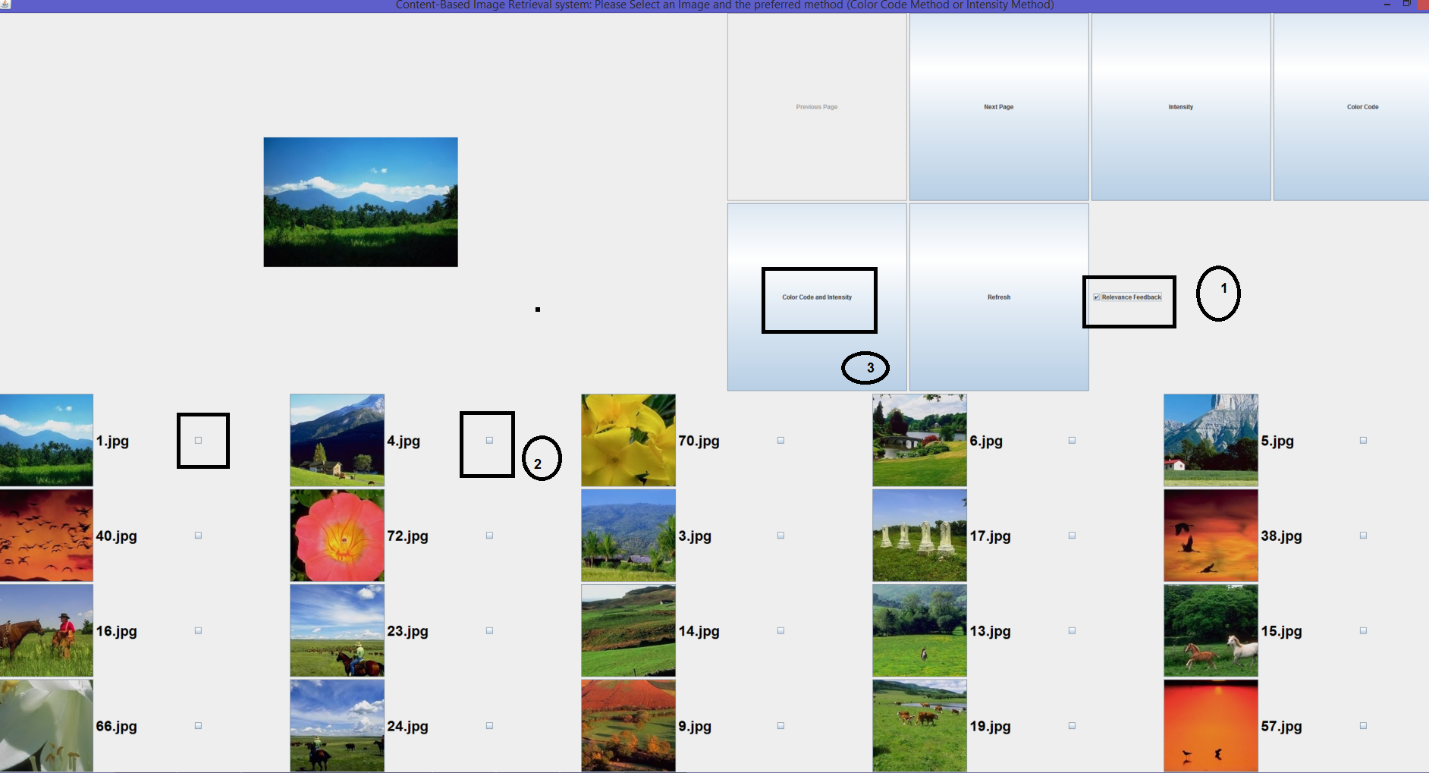 Content-Based Image Retrieval system: Please Select an Image and the preferred method (Color Code Method or Intensity Method)
Previous Page
Next Page
Intensity
Color Code
Color Code and Intensity
Refresh
Relevance Feedback
1
3
1.jpg
4.jpg
2
70.jpg
6.jpg
5.jpg
40.jpg
72.jpg
3.jpg
17.jpg
38.jpg
16.jpg
23.jpg
14.jpg
13.jpg
15.jpg
66.jpg
24.jpg
9.jpg
19.jpg
57.jpg